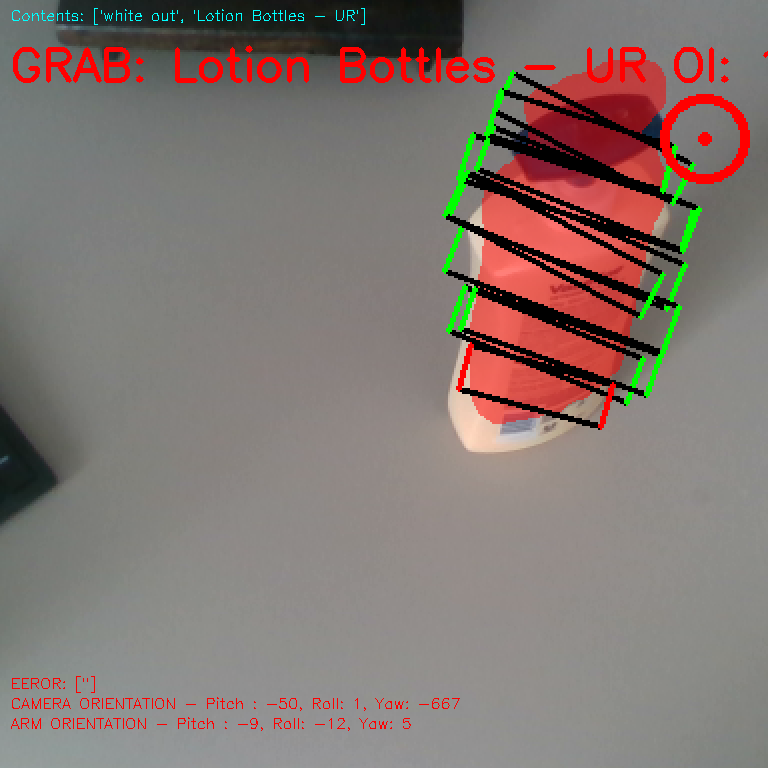 Contents: ['white out', 'Lotion Bottles – UR']
GRAB: Lotion Bottles – UR OI:
EEROR: ['']
CAMERA ORIENTATION – Pitch : –50, Roll: 1, Yaw: –667
ARM ORIENTATION – Pitch : –9, Roll: –12, Yaw: 5